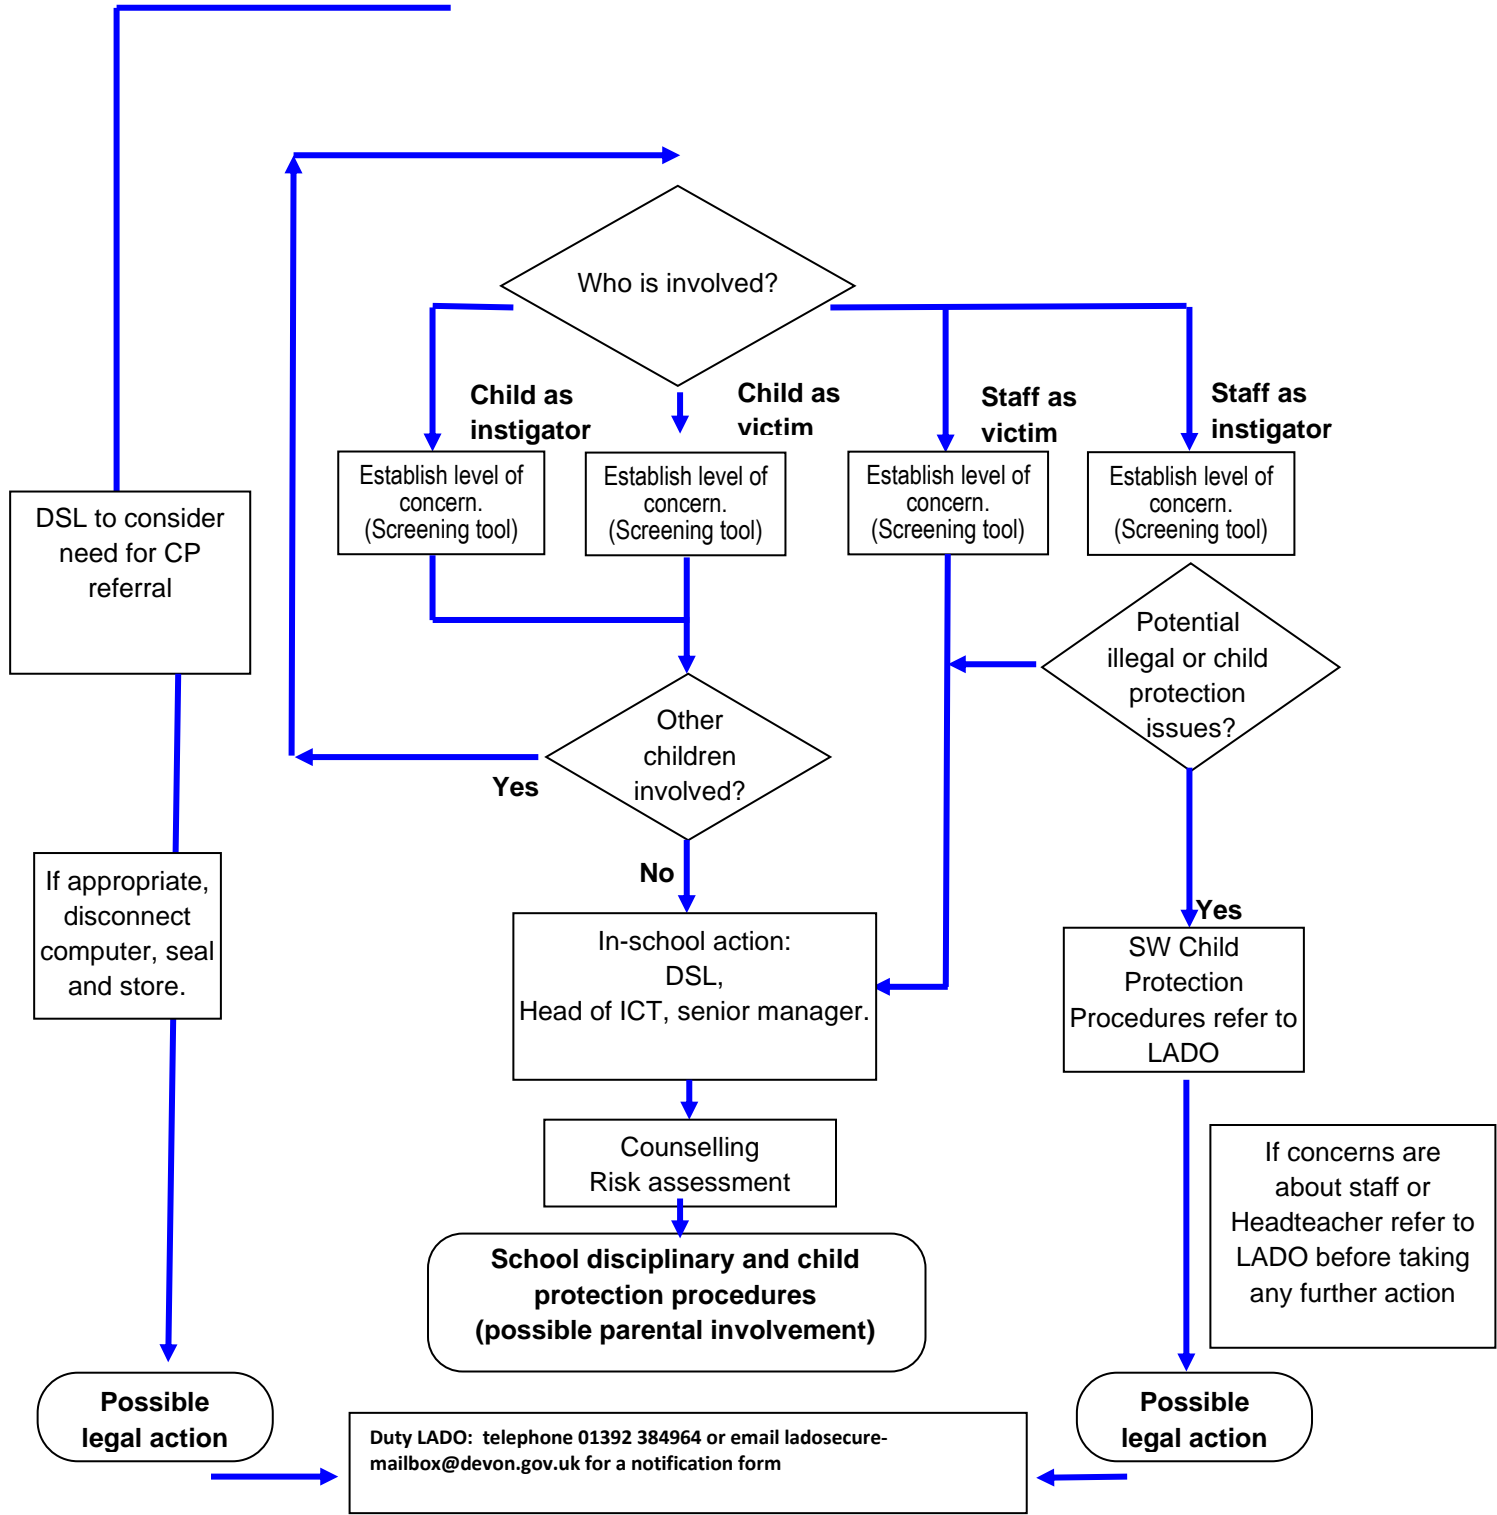 Who is involved?
Child as
instigator
Child as
victim
Staff as
victim
Staff as
instigator
Establish level of
concern.
(Screening tool)
Establish level of
concern.
(Screening tool)
Establish level of
concern.
(Screening tool)
Establish level of
concern.
(Screening tool)
DSL to consider
need for CP
referral
Potential
illegal or child
protection
issues?
Other
children
involved?
Yes
No
If appropriate,
disconnect
computer, seal
and store.
Yes
In-school action:
DSL,
Head of ICT, senior manager.
SW Child
Protection
Procedures refer to
LADO
Counselling
Risk assessment
If concerns are
about staff or
Headteacher refer to
LADO before taking
any further action
School disciplinary and child
protection procedures
(possible parental involvement)
Possible
legal action
Possible
legal action
Duty LADO:  telephone 01392 384964 or email ladosecure-
mailbox@devon.gov.uk for a notification form